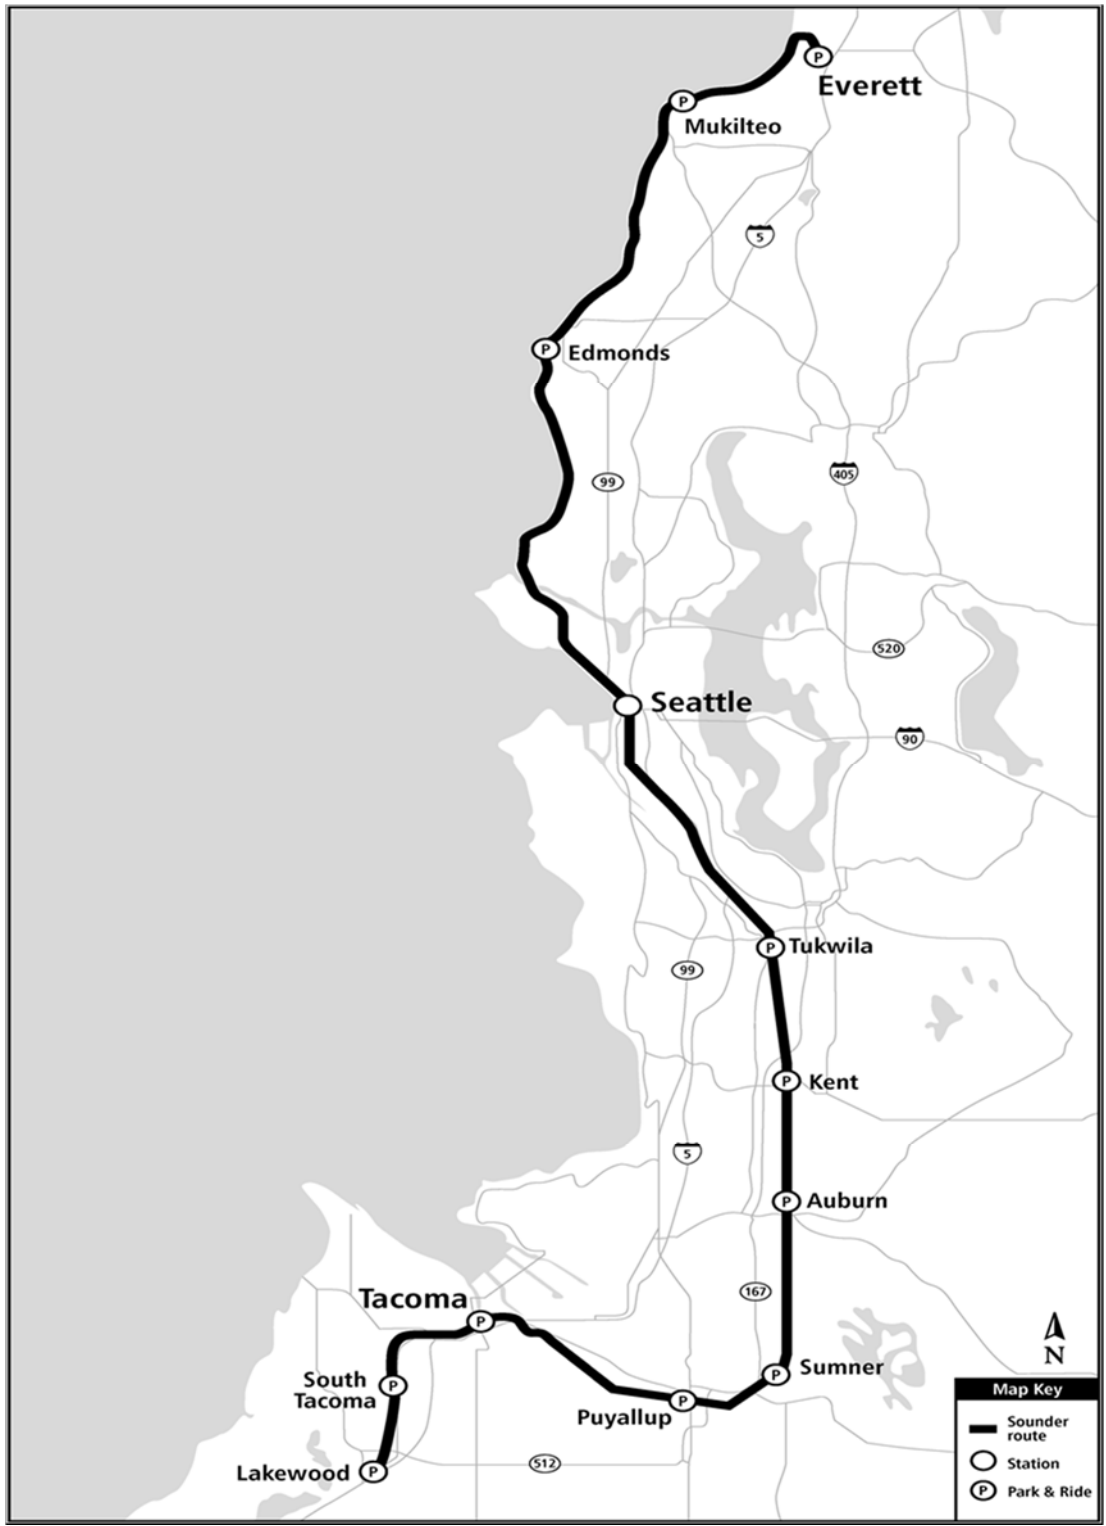 P
Everett
P
Mukilteo
5
P
Edmonds
405
99
520
Seattle
90
P
Tukwila
99
P
Kent
5
P
Auburn
167
Tacoma
P
N
P
Sumner
South
Tacoma
P
P
Puyallup
512
Lakewood
P
Map Key
Sounder
route
Station
P
Park & Ride